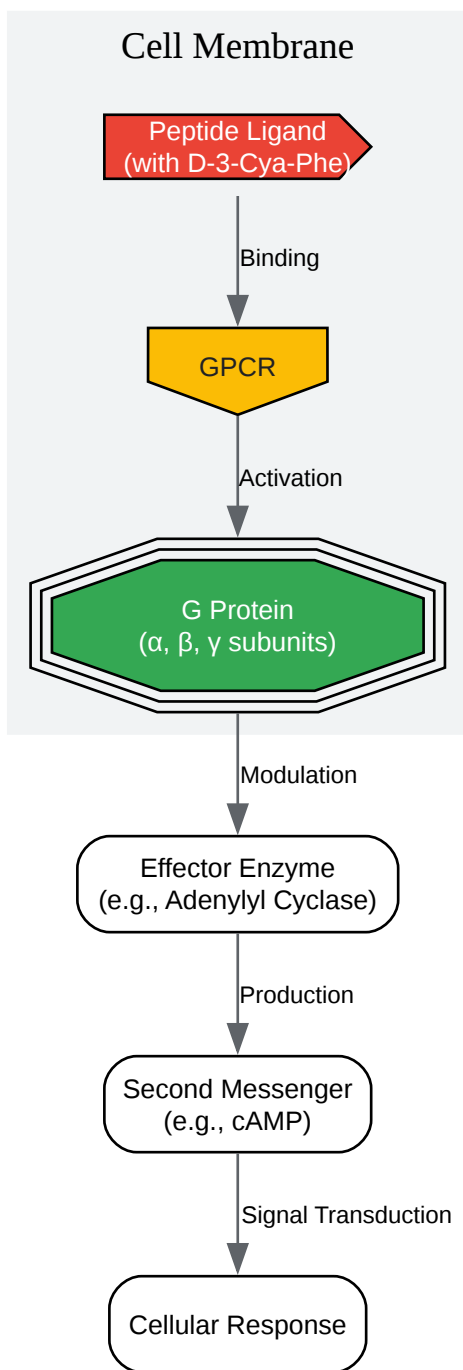 Cell Membrane
Peptide Ligand
(with D-3-Cya-Phe)
Binding
GPCR
Activation
G Protein
(α, β, γ subunits)
Modulation
Effector Enzyme
(e.g., Adenylyl Cyclase)
Production
Second Messenger
(e.g., cAMP)
Signal Transduction
Cellular Response